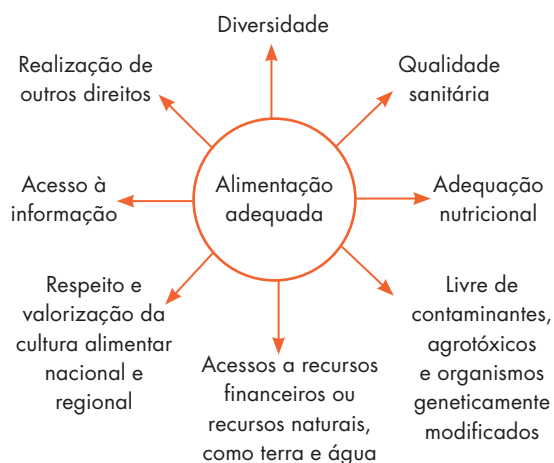 Diversidade
Realização de
outros direitos
Qualidade
sanitária
Acesso à
informação
Alimentação
adequada
Adequação
nutricional
Respeito e
valorização da
cultura alimentar
nacional e
regional
Acessos a recursos
financeiros ou
recursos naturais,
como terra e água
Livre de
contaminantes,
agrotóxicos
e organismos
geneticamente
modificados